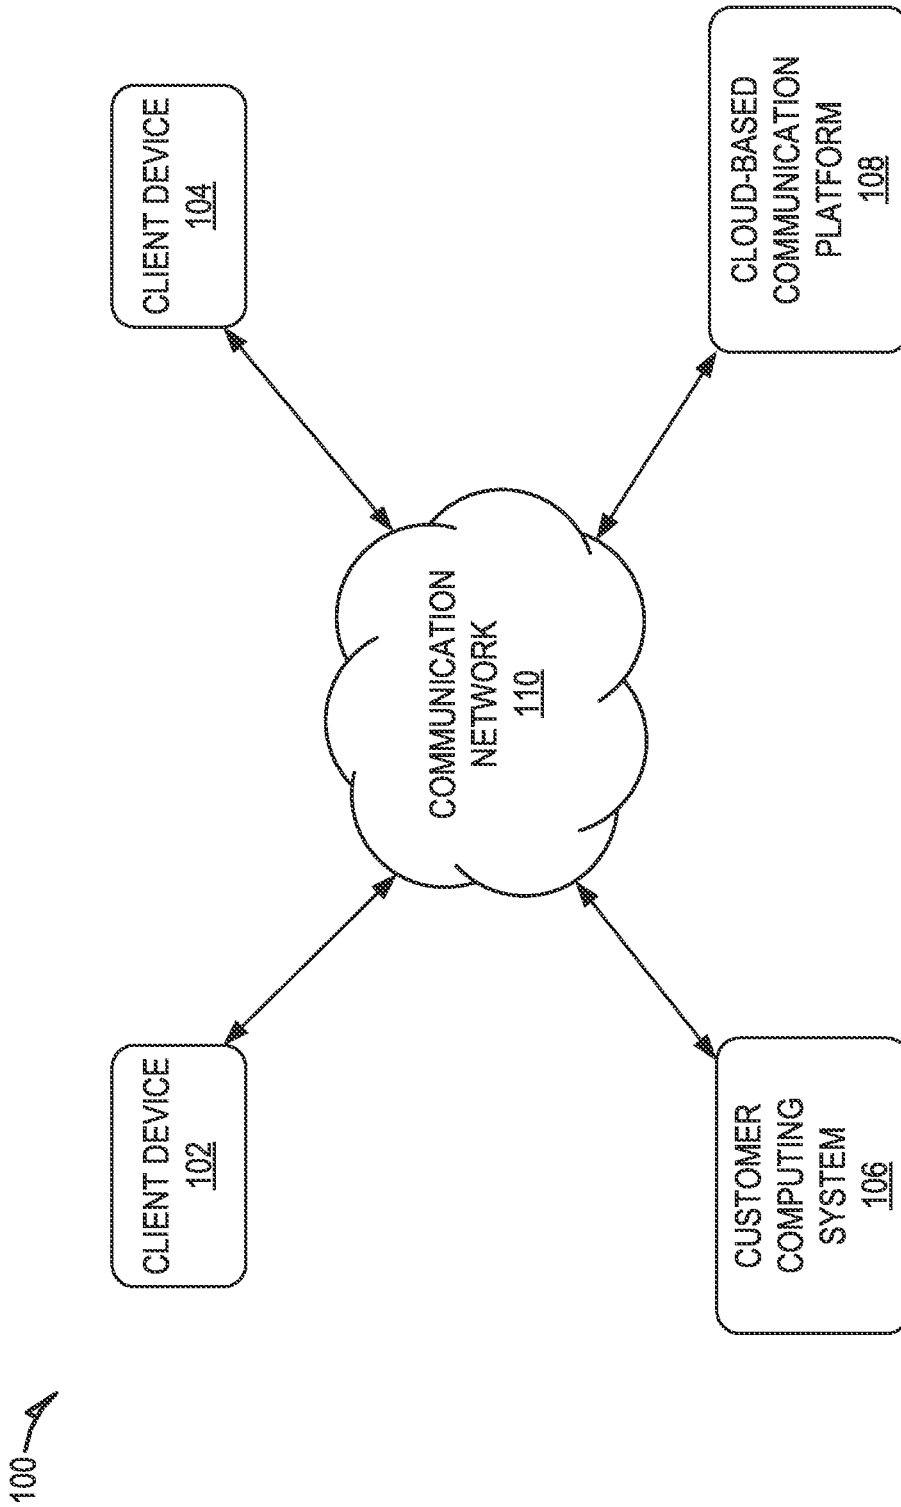 100
CLIENT DEVICE
102
CLIENT DEVICE
104
COMMUNICATION
NETWORK
110
CUSTOMER
COMPUTING
SYSTEM
106
CLOUD-BASED
COMMUNICATION
PLATFORM
108